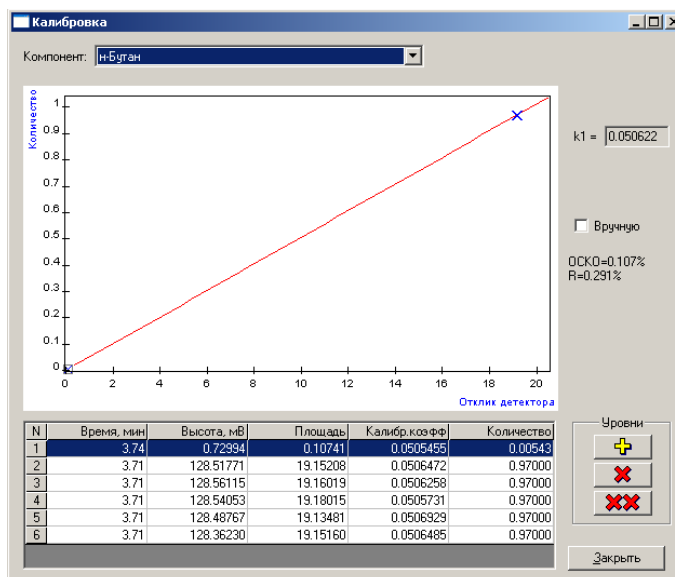 Калибровка
Компонент: н-Бутан
Количество
1
0.9
0.8
0.7
0.6
0.5
0.4
0.3
0.2
0.1
0
0 2 4 6 8 10 12 14 16 18 20
Отклик детектора
k1 = 0.050622
Вручную
ОСКО=0.107%
R=0.291%
N Время, мин Высота, мВ Площадь Калибр.коэфф Количество
1 3.74 0.72994 0.10741 0.0505455 0.00543
2 3.71 128.51771 19.15208 0.0506472 0.97000
3 3.71 128.56115 19.16019 0.0506258 0.97000
4 3.71 128.54053 19.18015 0.0505731 0.97000
5 3.71 128.48767 19.13481 0.0506929 0.97000
6 3.71 128.36230 19.15160 0.0506485 0.97000
Уровни
Закрыть